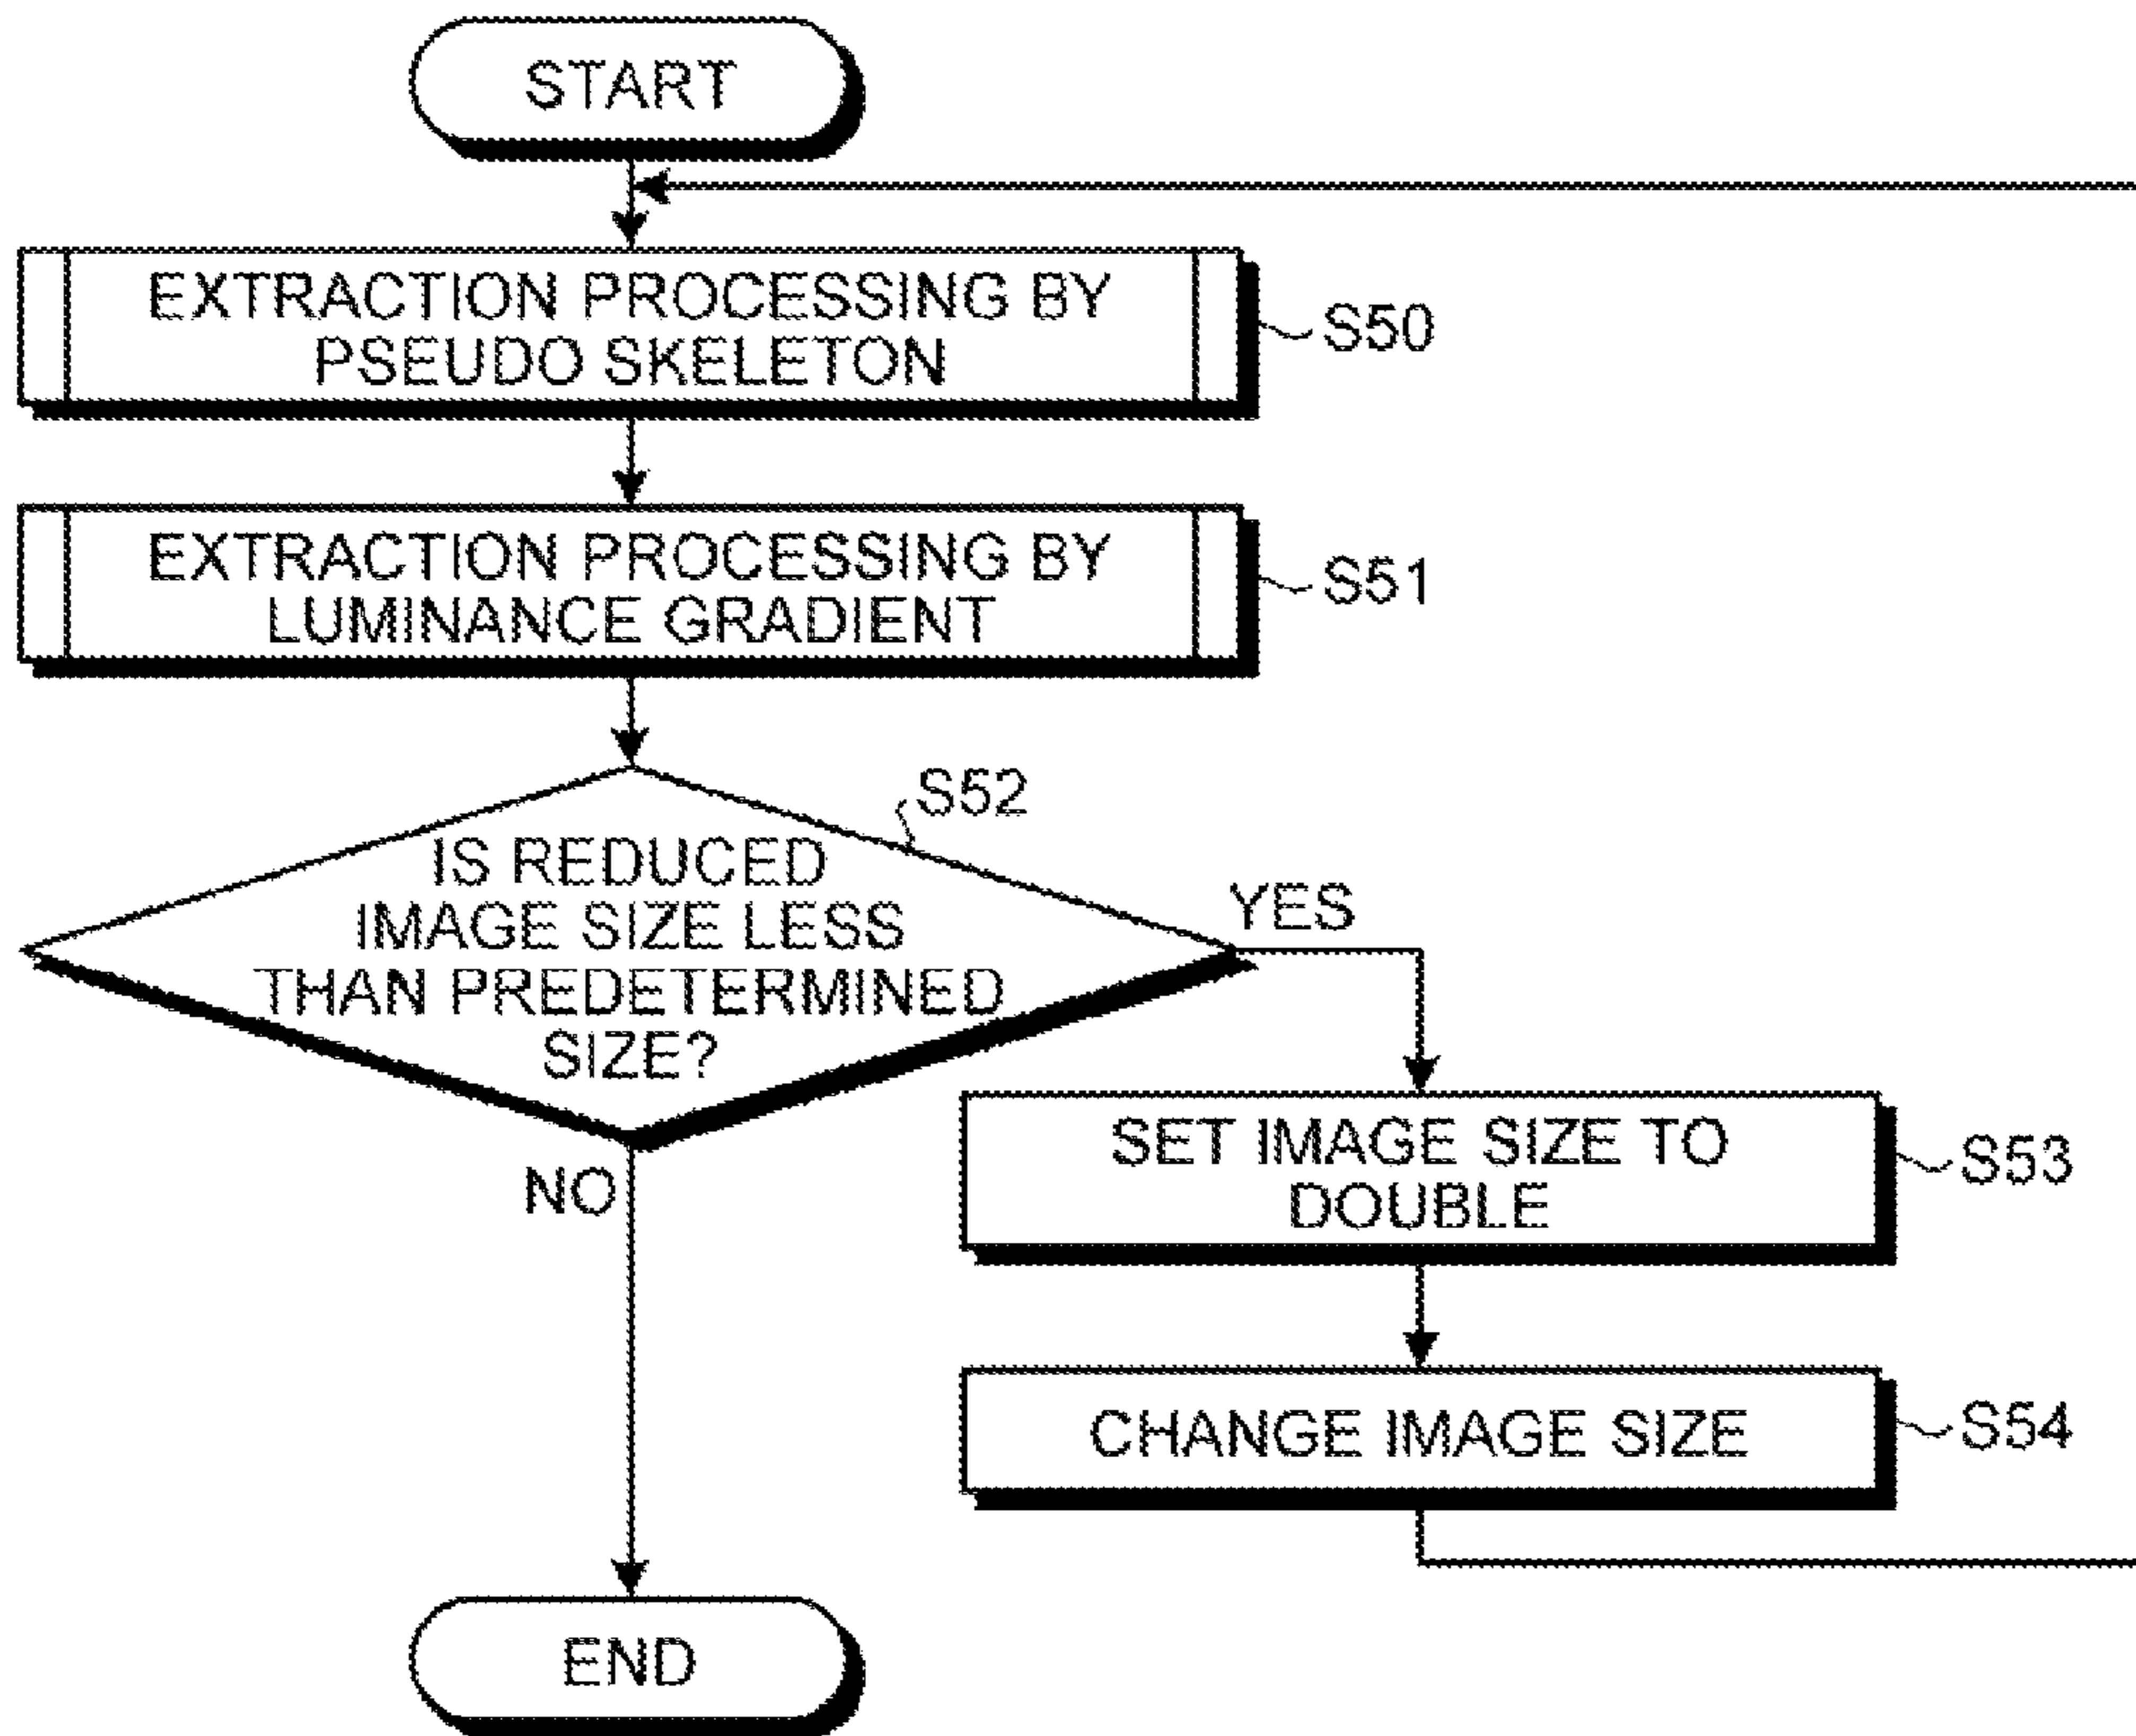 START
EXTRACTION PROCESSING BY
PSEUDO SKELETON
S50
EXTRACTION PROCESSING BY
LUMINANCE GRADIENT
S51
S52
IS REDUCED
IMAGE SIZE LESS
THAN PREDETERMINED
SIZE?
YES
NO
SET IMAGE SIZE TO
DOUBLE
S53
CHANGE IMAGE SIZE
S54
END